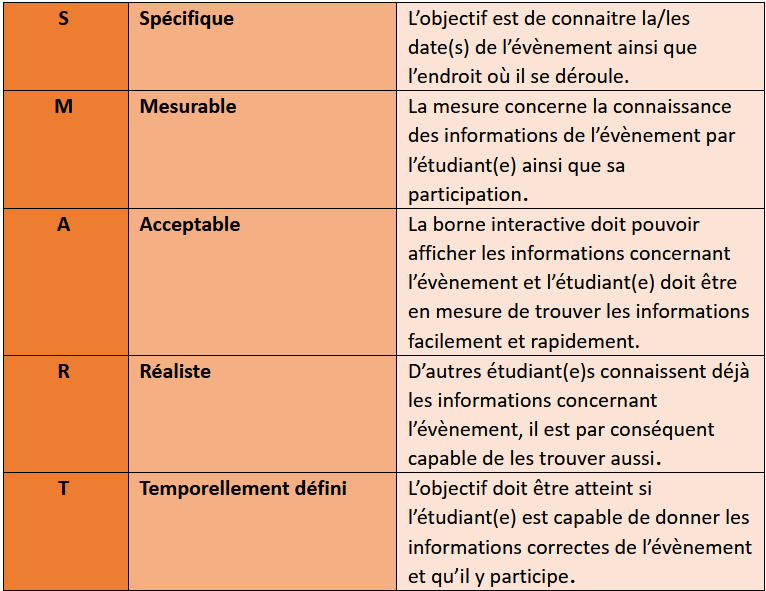 S
Spécifique
L'objectif est de connaitre la/les
date(s) de l'évènement ainsi que
l'endroit où il se déroule.
M
Mesurable
La mesure concerne la connaissance
des informations de l'évènement par
l'étudiant(e) ainsi que sa
participation.
A
Acceptable
La borne interactive doit pouvoir
afficher les informations concernant
l'évènement et l'étudiant(e) doit être
en mesure de trouver les informations
facilement et rapidement.
R
Réaliste
D'autres étudiant(e)s connaissent déjà
les informations concernant
l'évènement, il est par conséquent
capable de les trouver aussi.
T
Temporellement défini
L'objectif doit être atteint si
l'étudiant(e) est capable de donner les
informations correctes de l'évènement
et qu'il y participe.